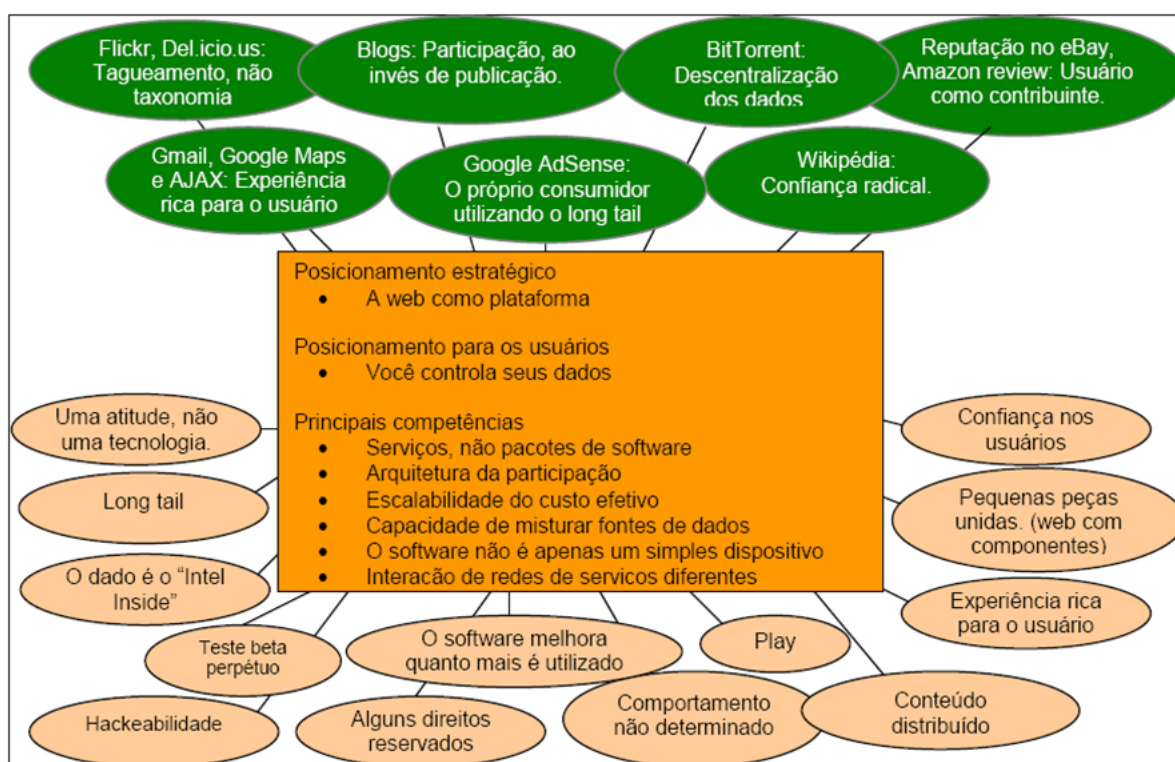 Flickr, Del.icio.us:
Tagueamento, não
taxonomia
Blogs: Participação, ao
invés de publicação.
BitTorrent:
Descentralização
dos dados
Reputação no eBay,
Amazon review: Usuário
como contribuinte.
Gmail, Google Maps
e AJAX: Experiência
rica para o usuário
Google AdSense:
O próprio consumidor
utilizando o long tail
Wikipédia:
Confiança radical.
Posicionamento estratégico
• A web como plataforma
Posicionamento para os usuários
• Você controla seus dados
Principais competências
• Serviços, não pacotes de software
• Arquitetura da participação
• Escalabilidade do custo efetivo
• Capacidade de misturar fontes de dados
• O software não é apenas um simples dispositivo
• Interação de redes de serviços diferentes
Uma atitude, não
uma tecnologia.
Long tail
O dado é o “Intel
Inside”
Teste beta
perpétuo
Hackeabilidade
O software melhora
quanto mais é utilizado
Alguns direitos
reservados
Play
Comportamento
não determinado
Conteúdo
distribuído
Confiança nos
usuários
Pequenas peças
unidas. (web com
componentes)
Experiência rica
para o usuário